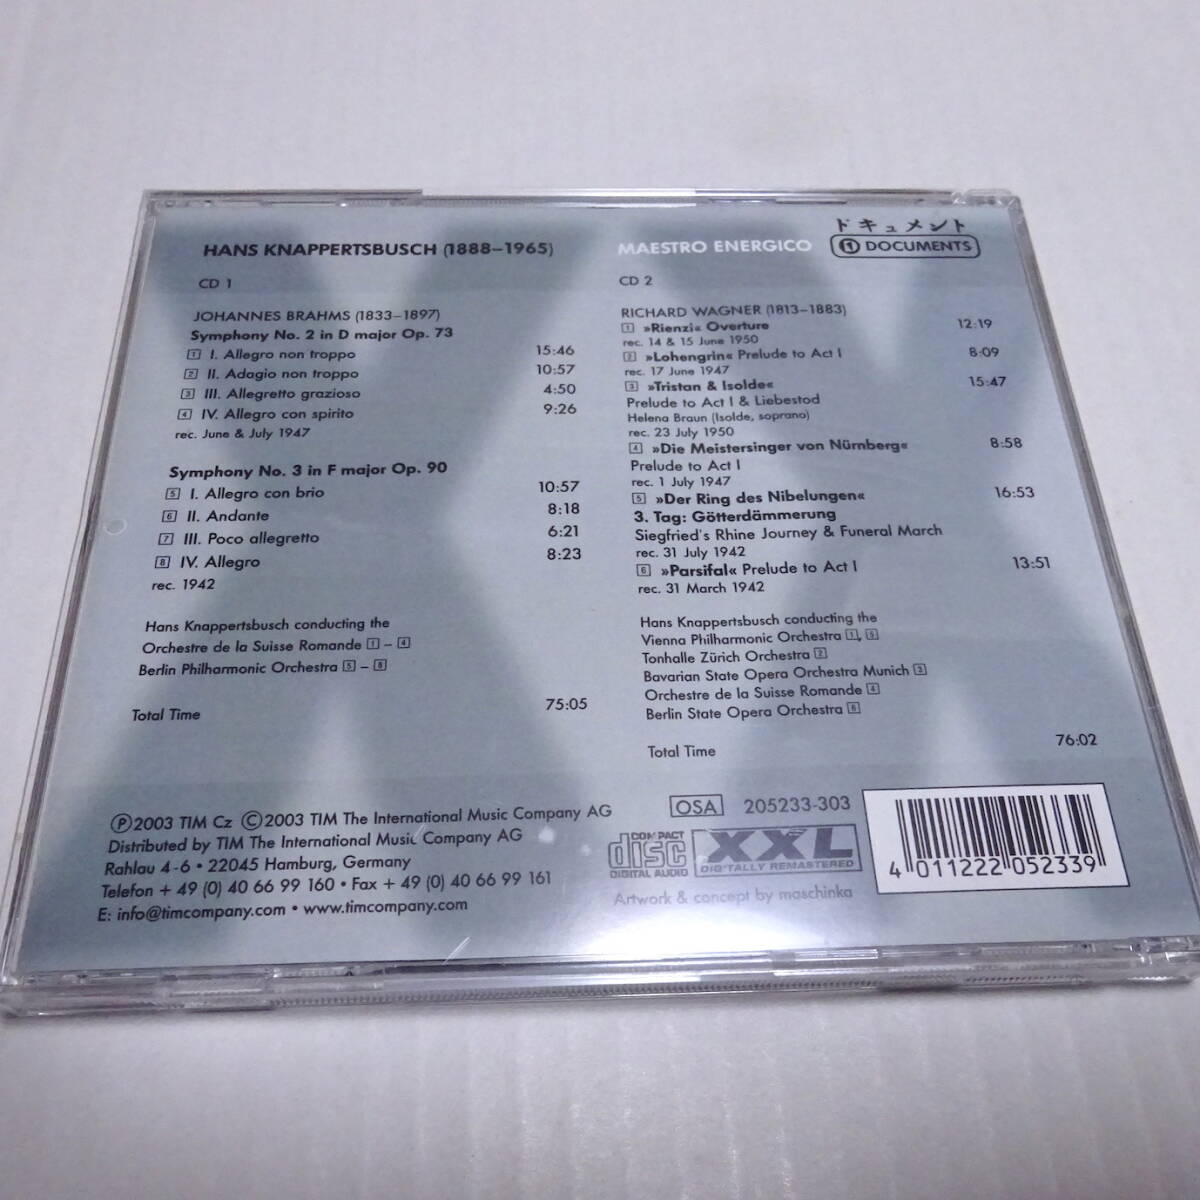 HANS KNAPPERTSBUSCH (1888–1965)
CD 1
JOHANNES BRAHMS (1833–1897)
Symphony No. 2 in D major Op. 73
1 I. Allegro non troppo 15:46
2 II. Adagio non troppo 10:57
3 III. Allegretto grazioso 4:50
4 IV. Allegro con spirito 9:26
rec. June & July 1947
Symphony No. 3 in F major Op. 90
5 I. Allegro con brio 10:57
6 II. Andante 8:18
7 III. Poco allegretto 6:21
8 IV. Allegro 8:23
rec. 1942
Hans Knappertsbusch conducting the
Orchestre de la Suisse Romande 1 – 4
Berlin Philharmonic Orchestra 5 – 8
Total Time 75:05
MAESTRO ENERGICO
ドキュメント
1 DOCUMENTS
CD 2
RICHARD WAGNER (1813–1883)
1 »Rienzi« Overture 12:19
rec. 14 & 15 June 1950
2 »Lohengrin« Prelude to Act I 8:09
rec. 17 June 1947
3 »Tristan & Isolde« 15:47
Prelude to Act I & Liebestod
Helena Braun (Isolde, soprano)
rec. 23 July 1950
4 »Die Meistersinger von Nürnberg« 8:58
Prelude to Act I
rec. 1 July 1947
5 »Der Ring des Nibelungen« 16:53
3. Tag: Götterdämmerung
Siegfried's Rhine Journey & Funeral March
rec. 31 July 1942
6 »Parsifal« Prelude to Act I 13:51
rec. 31 March 1942
Hans Knappertsbusch conducting the
Vienna Philharmonic Orchestra 1, 5
Tonhalle Zürich Orchestra 2
Bavarian State Opera Orchestra Munich 3
Orchestre de la Suisse Romande 4
Berlin State Opera Orchestra 6
Total Time 76:02
Ⓟ2003 TIM Cz ©2003 TIM The International Music Company AG
Distributed by TIM The International Music Company AG
Rahlau 4-6 • 22045 Hamburg, Germany
Telefon + 49 (0) 40 66 99 160 • Fax + 49 (0) 40 66 99 161
E: info@timcompany.com • www.timcompany.com
OSA 205233-303
COMPACT
disc
DIGITAL AUDIO
XXL
DIGITALLY REMASTERED
Artwork & concept by maschinka
4 011222 052339